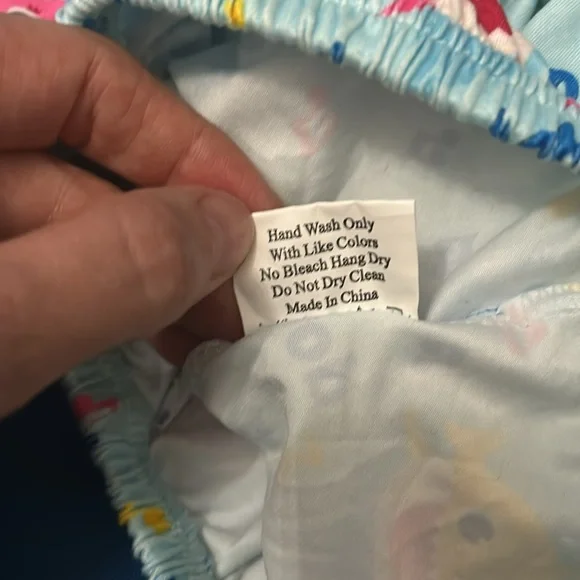 Hand Wash Only
With Like Colors
No Bleach Hang Dry
Do Not Dry Clean
Made In China